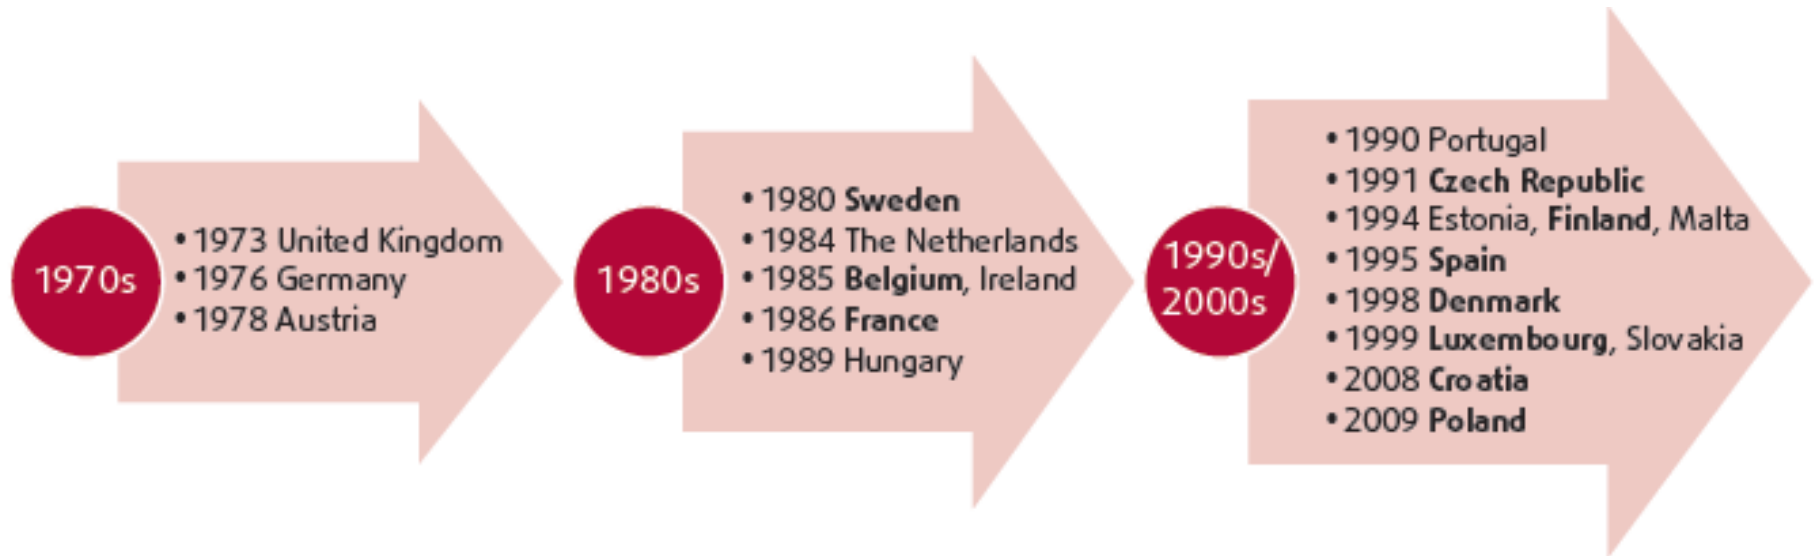 1970s
• 1973 United Kingdom
• 1976 Germany
• 1978 Austria
1980s
• 1980 Sweden
• 1984 The Netherlands
• 1985 Belgium, Ireland
• 1986 France
• 1989 Hungary
1990s/
2000s
• 1990 Portugal
• 1991 Czech Republic
• 1994 Estonia, Finland, Malta
• 1995 Spain
• 1998 Denmark
• 1999 Luxembourg, Slovakia
• 2008 Croatia
• 2009 Poland